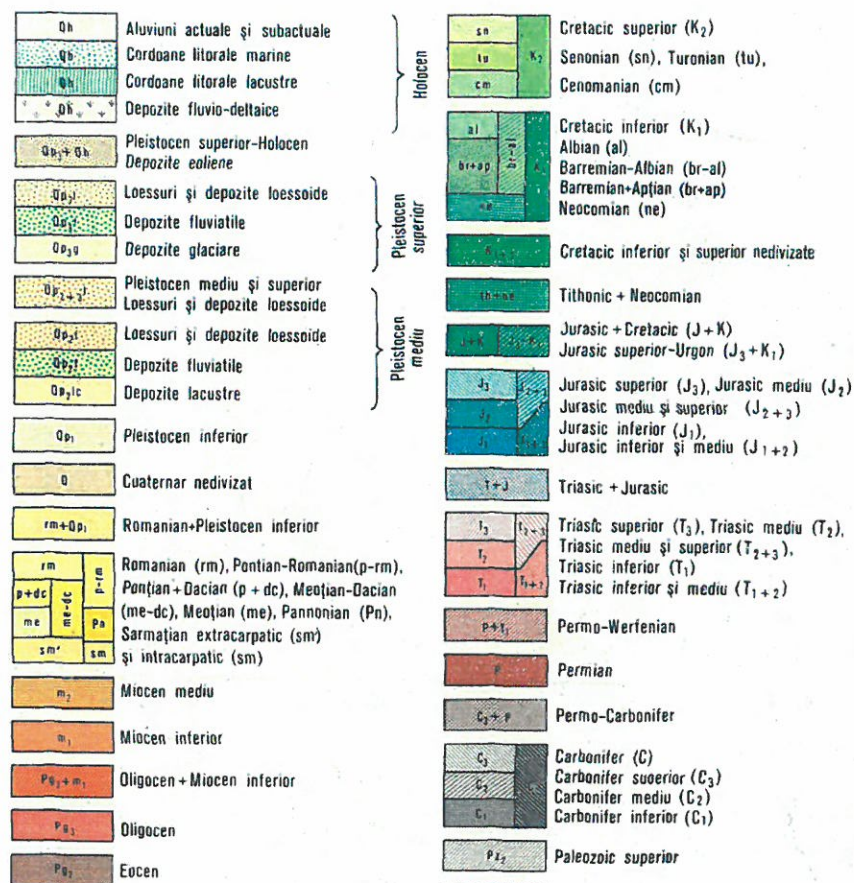 Qh Aluviuni actuale şi subactuale
Qh Cordoane litorale marine
Qh Cordoane litorale lacustre
Qh Depozite fluvio-deltaice
Holocen
Qp3+Qh Pleistocen superior-Holocen
Depozite eoliene
Loessuri şi depozite loessoide
Depozite fluviatile
Qp3g Depozite glaciare
Pleistocen
superior
Qp2+3l Pleistocen mediu şi superior
Loessuri şi depozite loessoide
Qp2l Loessuri şi depozite loessoide
Qp2f Depozite fluviatile
Qp2lc Depozite lacustre
Pleistocen
mediu
Qp1 Pleistocen inferior
Q Cuaternar nedivizat
rm+Qp1 Romanian+Pleistocen inferior
rm p-rm Romanian (rm), Pontian-Romanian(p-rm),
p+dc me-dc Ponţian+Dacian (p + dc), Meoţian-Dacian
me Pn (me-dc), Meoţian (me), Pannonian (Pn),
sm' sm Sarmaţian extracarpatic (sm')
şi intracarpatic (sm)
m2 Miocen mediu
m1 Miocen inferior
Pg3+m1 Oligocen+Miocen inferior
Pg3 Oligocen
Pg2 Eocen
sn K2 Cretacic superior (K2)
tu Senonian (sn), Turonian (tu),
cm Cenomanian (cm)
al br-al Cretacic inferior (K1)
Albian (al)
br+ap Barremian-Albian (br-al)
Barremian+Apţian (br+ap)
ne Neocomian (ne)
Cretacic inferior şi superior nedivizate
th+ne Tithonic + Neocomian
J+K Jurasic + Cretacic (J + K)
J3+K1 Jurasic superior-Urgon (J3+K1)
J3 J2+3 Jurasic superior (J3), Jurasic mediu (J2)
J2 Jurasic mediu şi superior (J2+3)
J1 J1+2 Jurasic inferior (J1),
Jurasic inferior şi mediu (J1+2)
T+J Triasic + Jurasic
T3 t2+3 Triasic superior (T3), Triasic mediu (T2),
T2 Triasic mediu şi superior (T2+3),
T1 T1+2 Triasic inferior (T1)
Triasic inferior şi mediu (T1+2)
P+t1 Permo-Werfenian
P Permian
C3+P Permo-Carbonifer
C3 Carbonifer (C)
C2 Carbonifer suoerior (C3)
Carbonifer mediu (C2)
C1 Carbonifer inferior (C1)
Pz2 Paleozoic superior